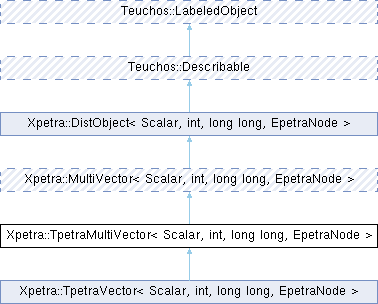 Teuchos::LabeledObject
Teuchos::Describable
Xpetra::DistObject< Scalar, int, long long, EpetraNode >
Xpetra::MultiVector< Scalar, int, long long, EpetraNode >
Xpetra::TpetraMultiVector< Scalar, int, long long, EpetraNode >
Xpetra::TpetraVector< Scalar, int, long long, EpetraNode >